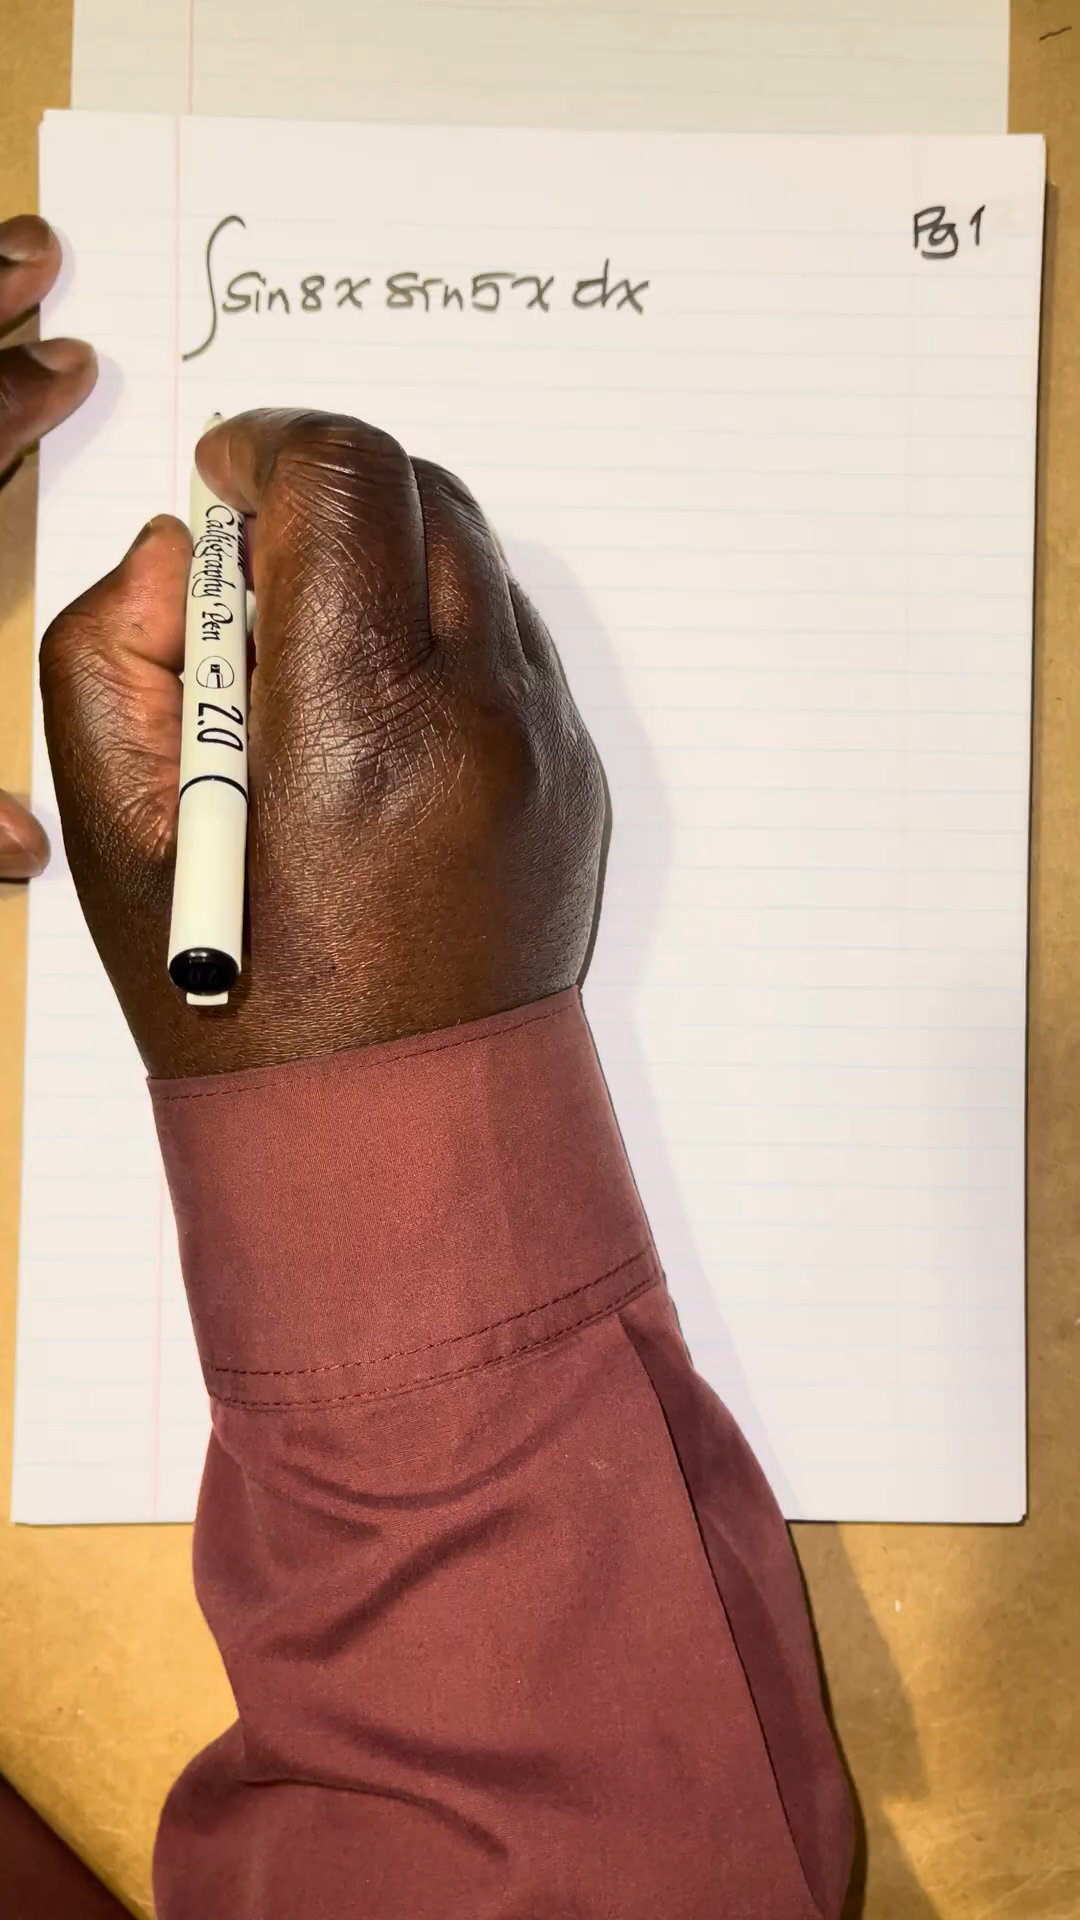 Pg 1
∫sin8x sin5x dx
Calligraphy Pen 2.0